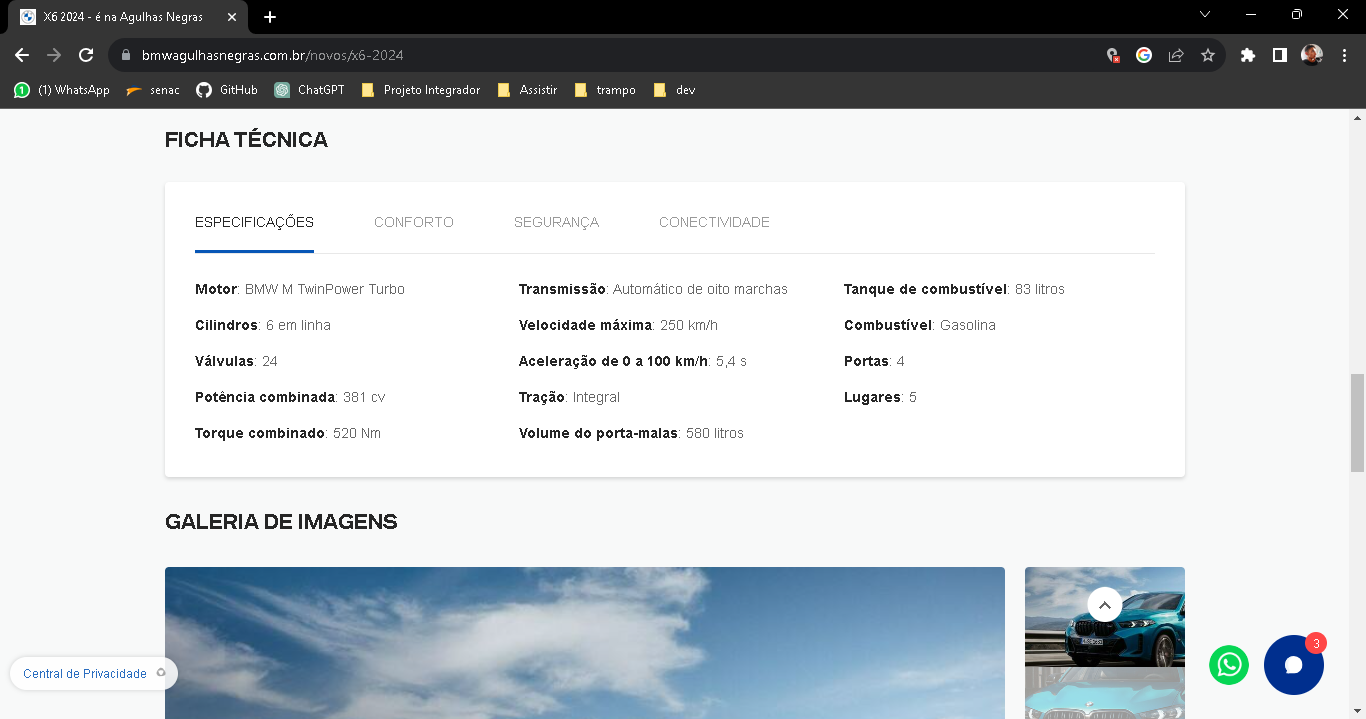 X6 2024 - é na Agulhas Negras
bmwagulhasnegras.com.br/novos/x6-2024
(1) WhatsApp senac GitHub ChatGPT Projeto Integrador Assistir trampo dev
FICHA TÉCNICA
ESPECIFICAÇÕES CONFORTO SEGURANÇA CONECTIVIDADE
Motor: BMW M TwinPower Turbo
Cilindros: 6 em linha
Válvulas: 24
Potência combinada: 381 cv
Torque combinado: 520 Nm
Transmissão: Automático de oito marchas
Velocidade máxima: 250 km/h
Aceleração de 0 a 100 km/h: 5,4 s
Tração: Integral
Volume do porta-malas: 580 litros
Tanque de combustível: 83 litros
Combustível: Gasolina
Portas: 4
Lugares: 5
GALERIA DE IMAGENS
Central de Privacidade
3